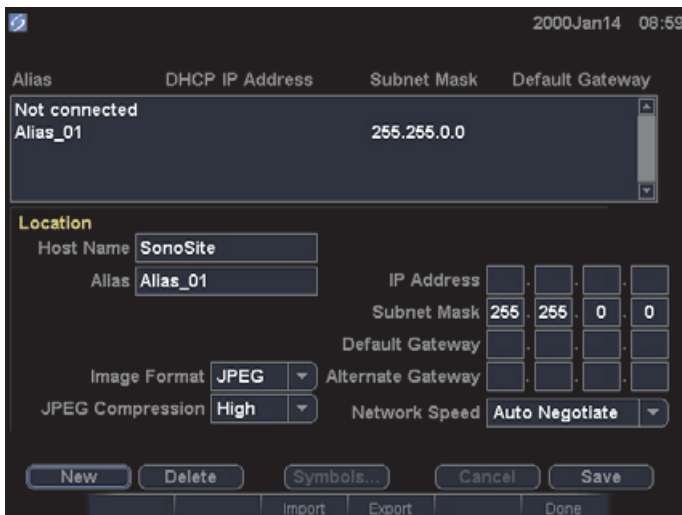 2000Jan14 08:59
Alias DHCP IP Address Subnet Mask Default Gateway
Not connected
Alias_01 255.255.0.0
Location
Host Name SonoSite
Alias Alias_01 IP Address . . .
Subnet Mask 255 . 255 . 0 . 0
Default Gateway . . .
Image Format JPEG Alternate Gateway . . .
JPEG Compression High Network Speed Auto Negotiate
New Delete Symbols... Cancel Save
Import Export Done